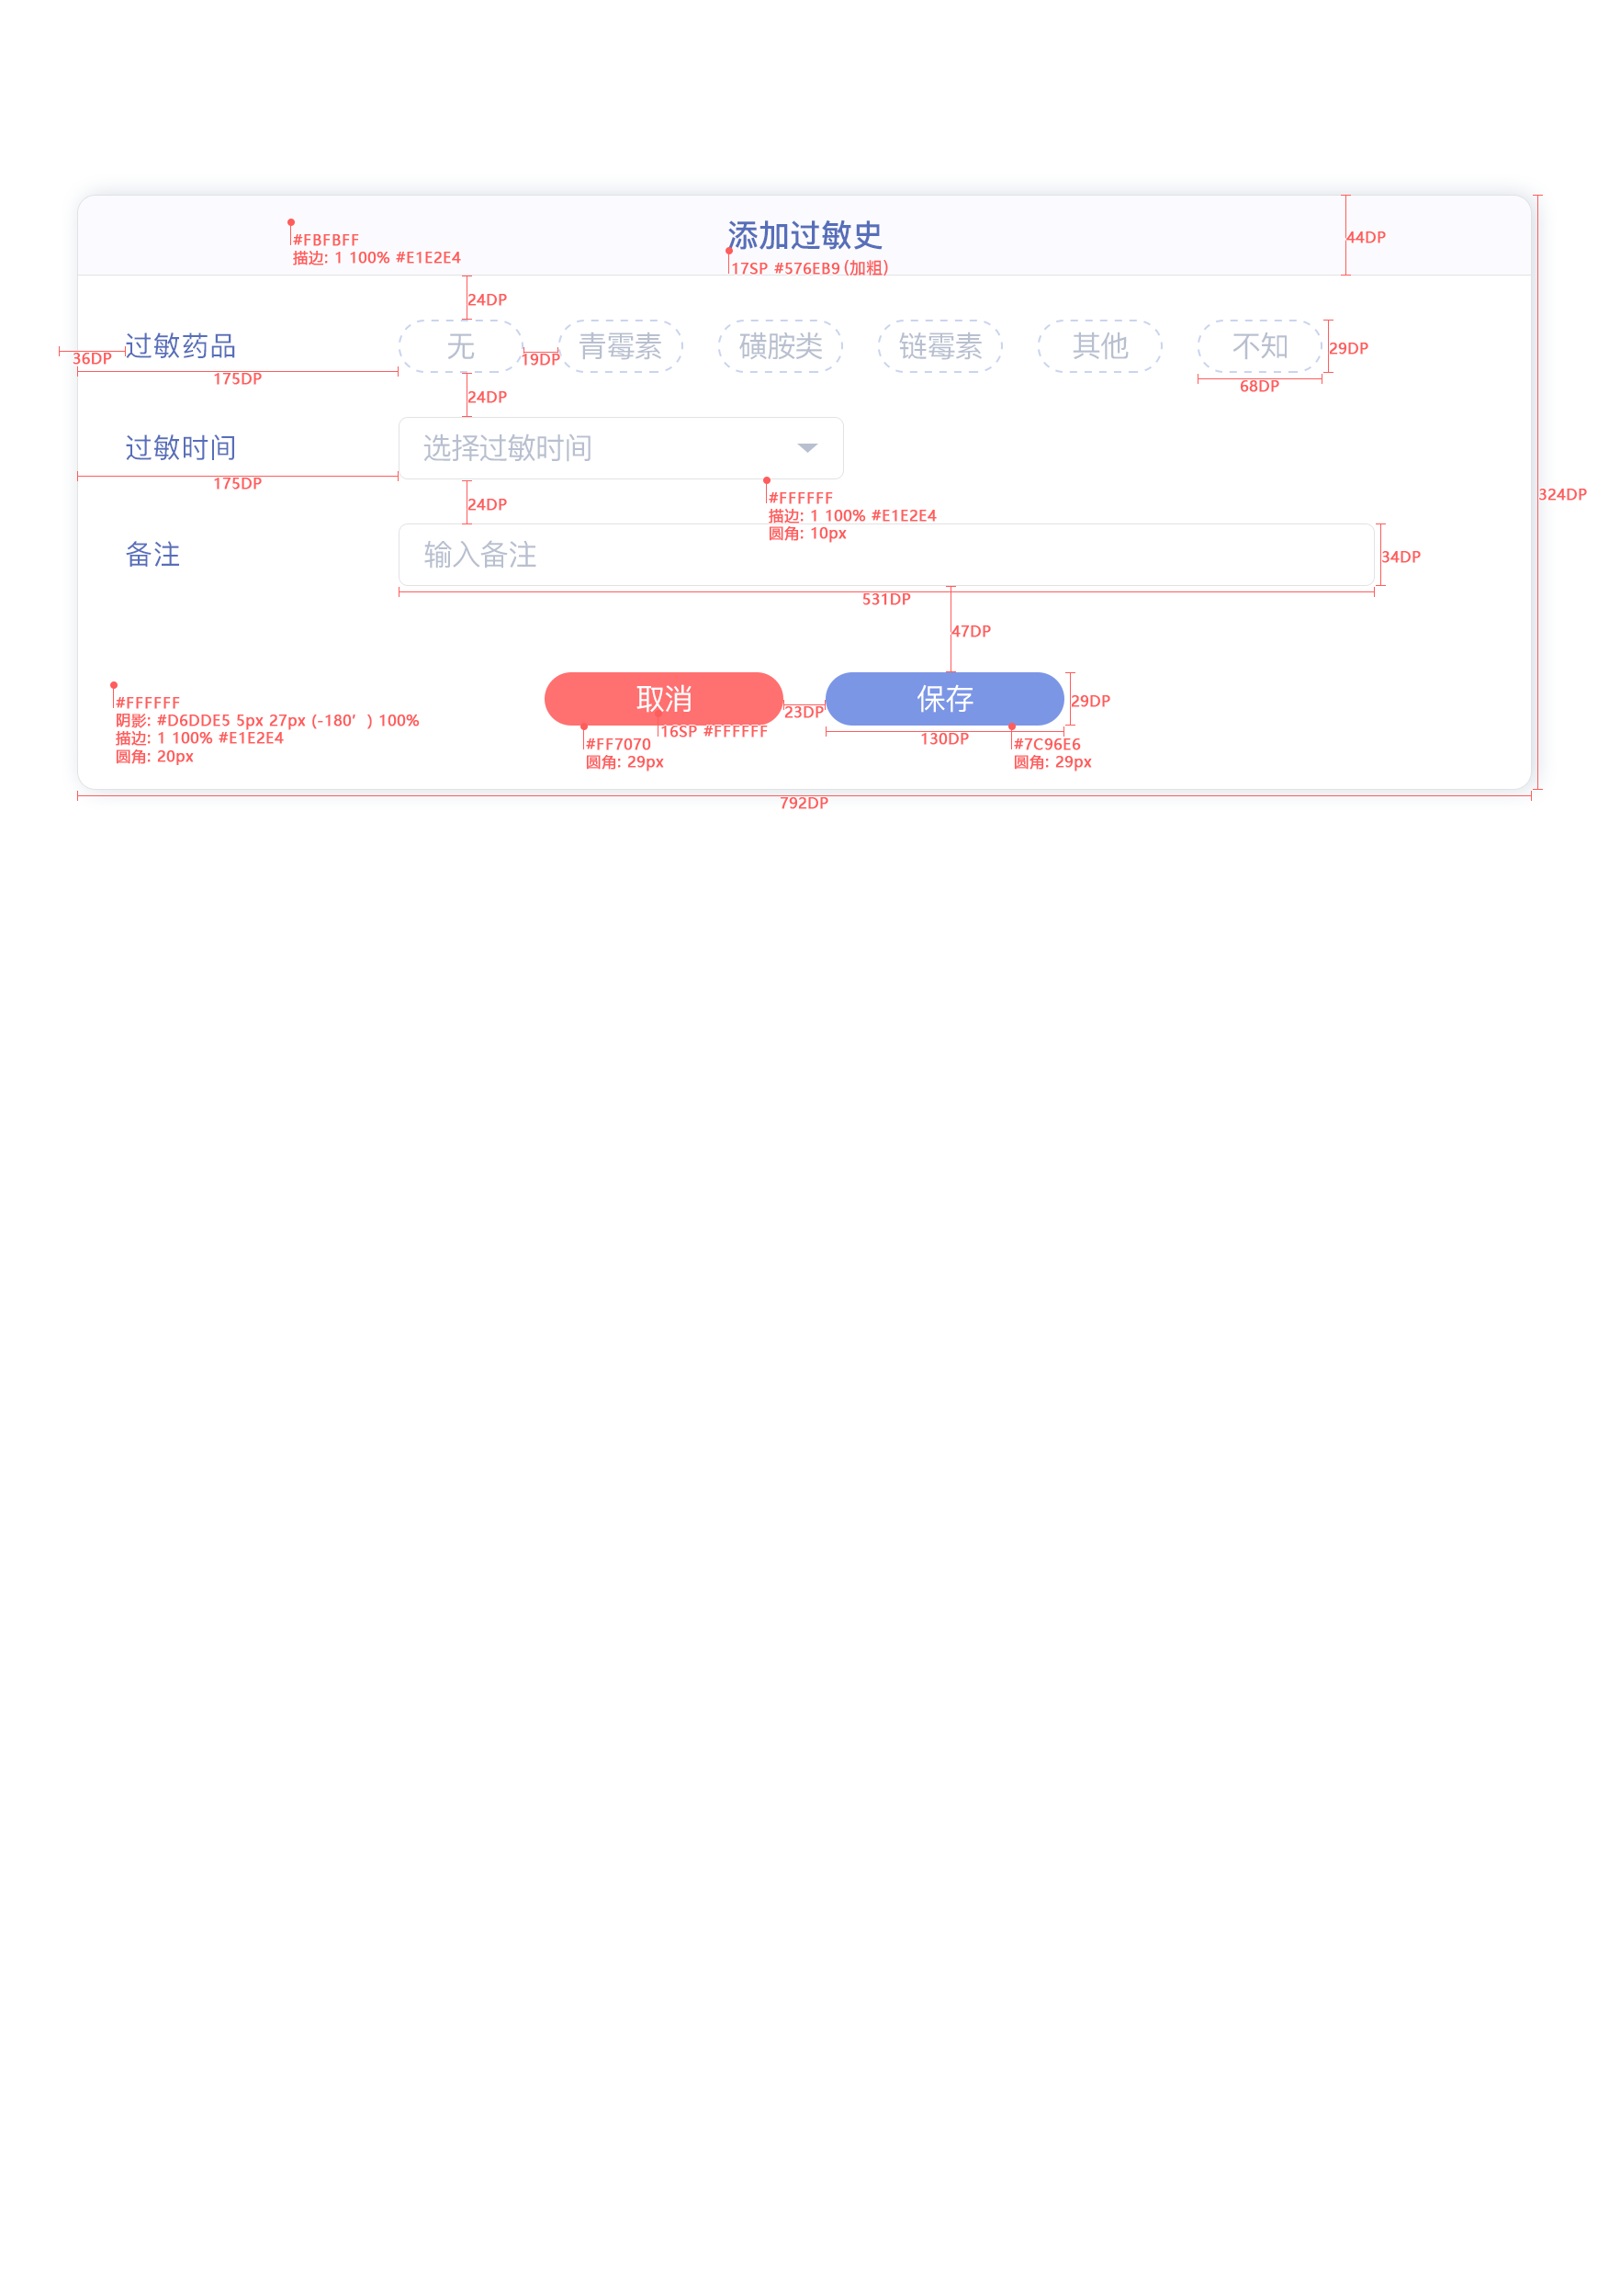 添加过敏史
#FBFBFF
描边: 1 100% #E1E2E4
17SP #576EB9 (加粗)
44DP
24DP
过敏药品
无
青霉素
磺胺类
链霉素
其他
不知
36DP
19DP
29DP
175DP
68DP
24DP
过敏时间
选择过敏时间
175DP
24DP
#FFFFFF
描边: 1 100% #E1E2E4
圆角: 10px
324DP
备注
输入备注
34DP
531DP
47DP
取消
保存
#FFFFFF
阴影: #D6DDE5 5px 27px (-180′) 100%
描边: 1 100% #E1E2E4
圆角: 20px
23DP
29DP
16SP #FFFFFF
130DP
#FF7070
圆角: 29px
#7C96E6
圆角: 29px
792DP